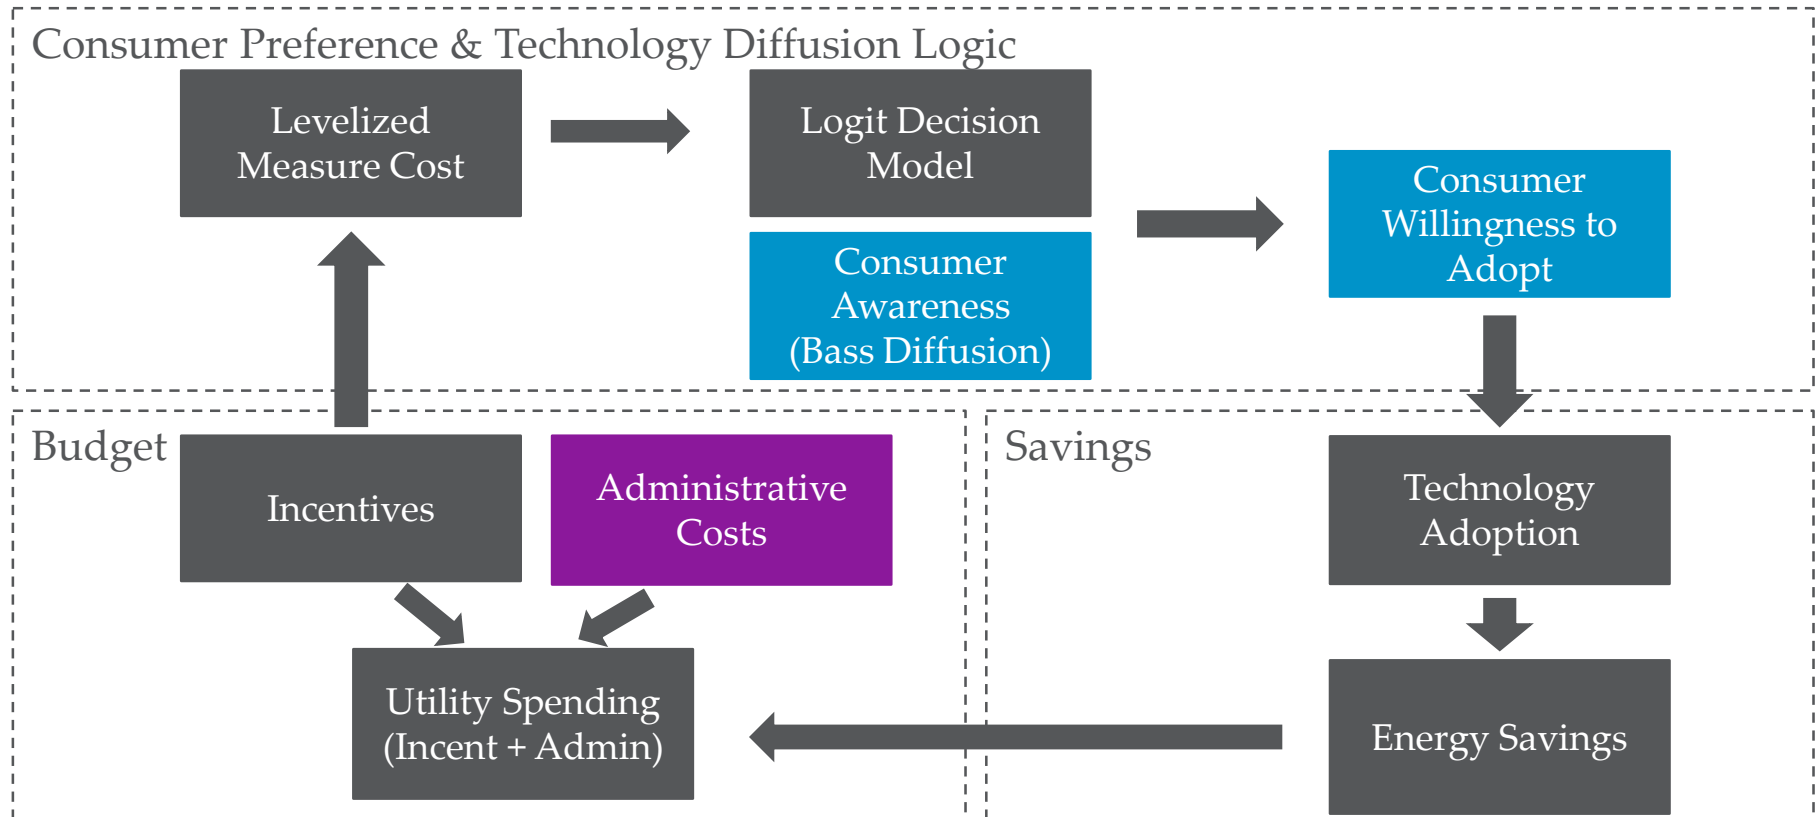 Consumer Preference & Technology Diffusion Logic
Levelized
Measure Cost
Logit Decision
Model
Consumer
Awareness
(Bass Diffusion)
Consumer
Willingness to
Adopt
Budget
Incentives
Administrative
Costs
Utility Spending
(Incent + Admin)
Savings
Technology
Adoption
Energy Savings